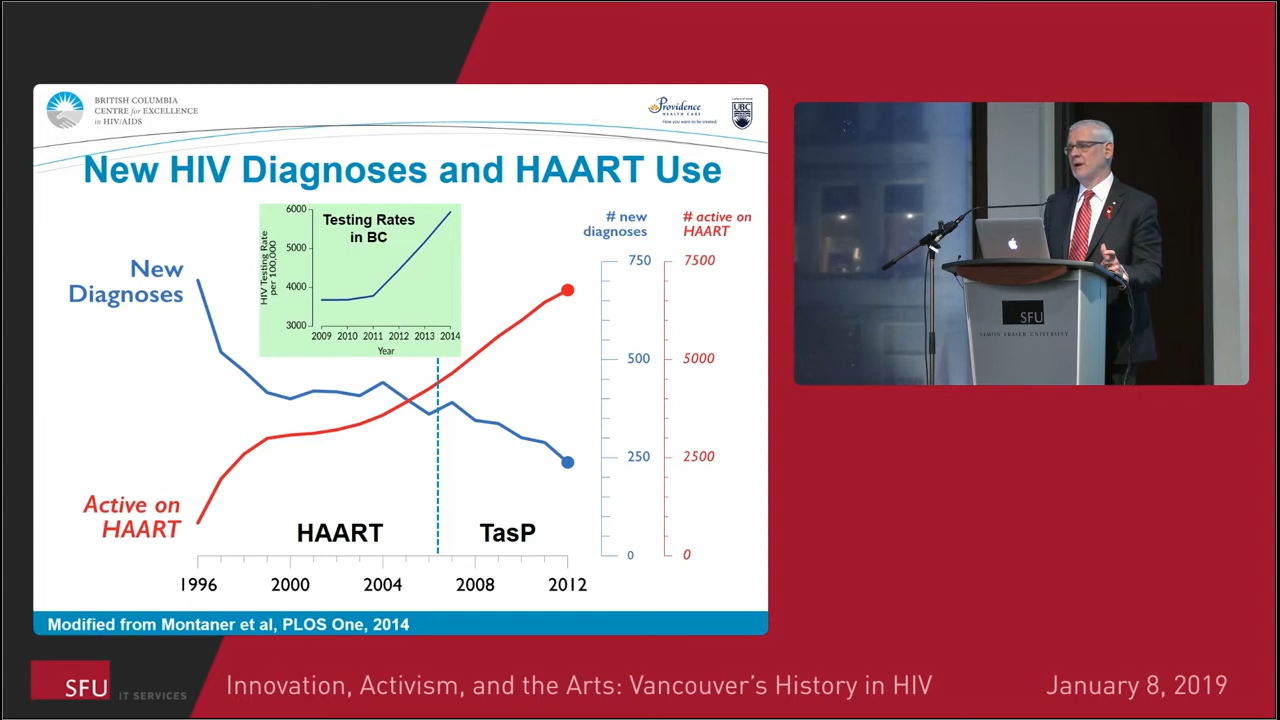 BRITISH COLUMBIA
CENTRE for EXCELLENCE
in HIV/AIDS
Providence
HEALTH CARE
How you want to be treated.
UBC
New HIV Diagnoses and HAART Use
Testing Rates
in BC
HIV Testing Rate
per 100,000
6000
5000
4000
3000
2009 2010 2011 2012 2013 2014
Year
# new
diagnoses
# active on
HAART
750
7500
500
5000
250
2500
0
0
New
Diagnoses
Active on
HAART
HAART
TasP
1996 2000 2004 2008 2012
Modified from Montaner et al, PLOS One, 2014
SFU
SIMON FRASER UNIVERSITY
SFU IT SERVICES
Innovation, Activism, and the Arts: Vancouver's History in HIV
January 8, 2019